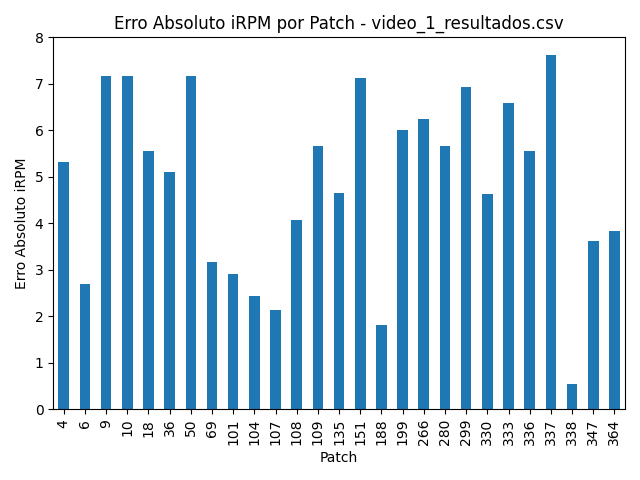 Erro Absoluto iRPM por Patch - video_1_resultados.csv
Erro Absoluto iRPM
8
7
6
5
4
3
2
1
0
4 6 9 10 18 36 50 69 101 104 107 108 109 135 151 188 199 266 280 299 330 333 336 337 338 347 364
Patch